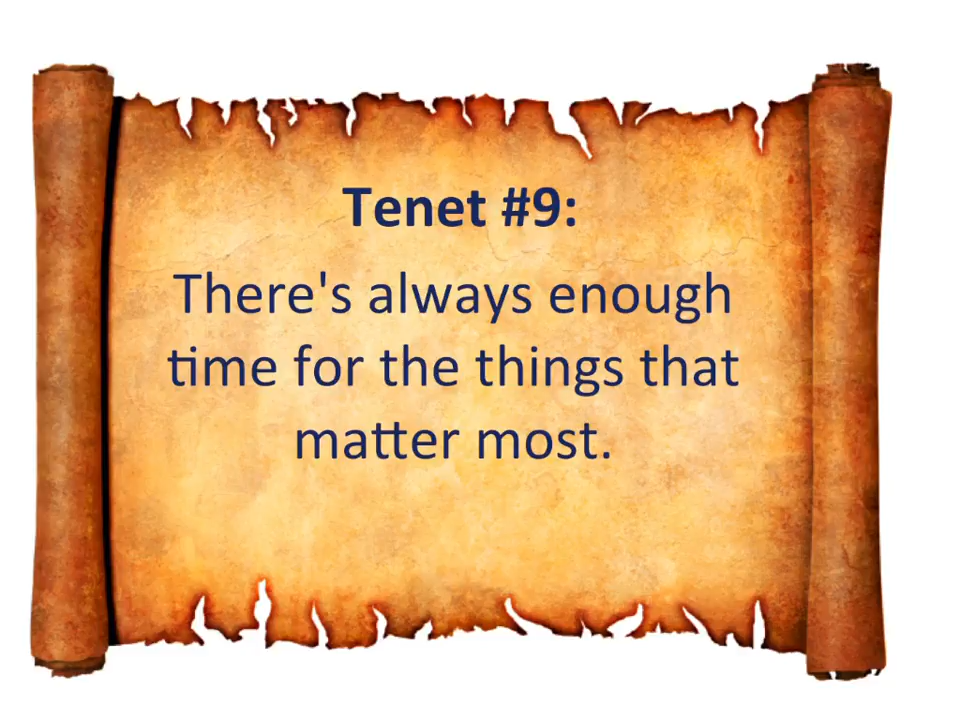 Tenet #9:
There's always enough
time for the things that
matter most.